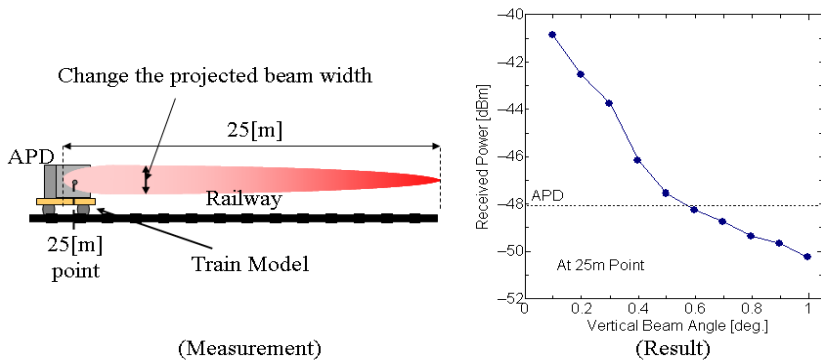 Change the projected beam width
25[m]
APD
Railway
25[m]
point
Train Model
(Measurement)
−40
−42
−44
−46
−48
−50
−52
Received Power [dBm]
APD
At 25m Point
0
0.2
0.4
0.6
0.8
1
Vertical Beam Angle [deg.]
(Result)